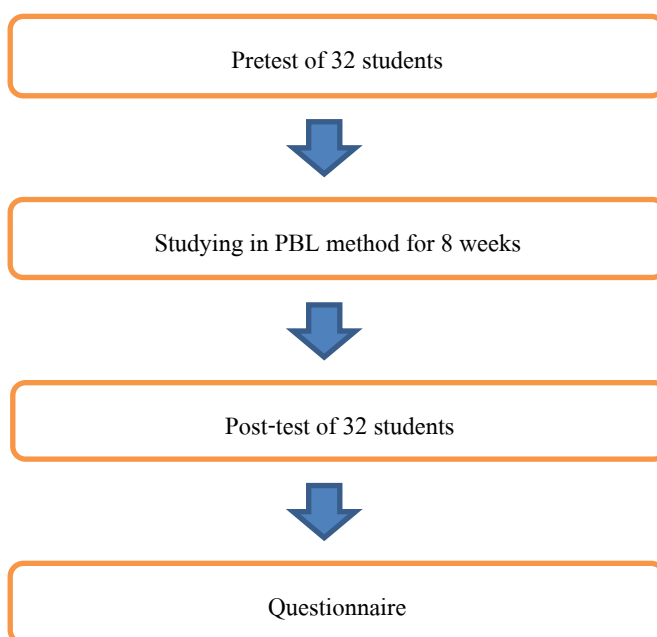 Pretest of 32 students
Studying in PBL method for 8 weeks
Post-test of 32 students
Questionnaire